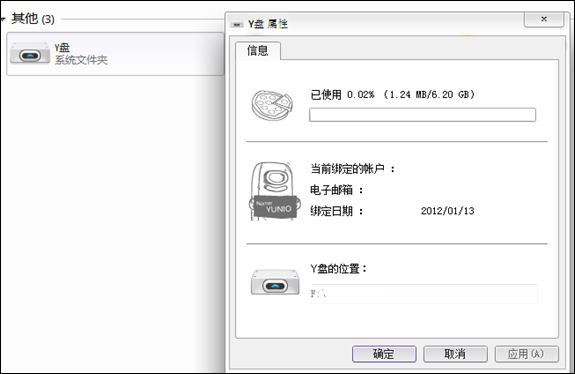 其他 (3)
Y盘
系统文件夹
Y盘 属性
信息
已使用 0.02% (1.24 MB/6.20 GB)
当前绑定的帐户：
Name
YUNIO
电子邮箱：
绑定日期： 2012/01/13
Y盘的位置：
F:\
确定
取消
应用(A)